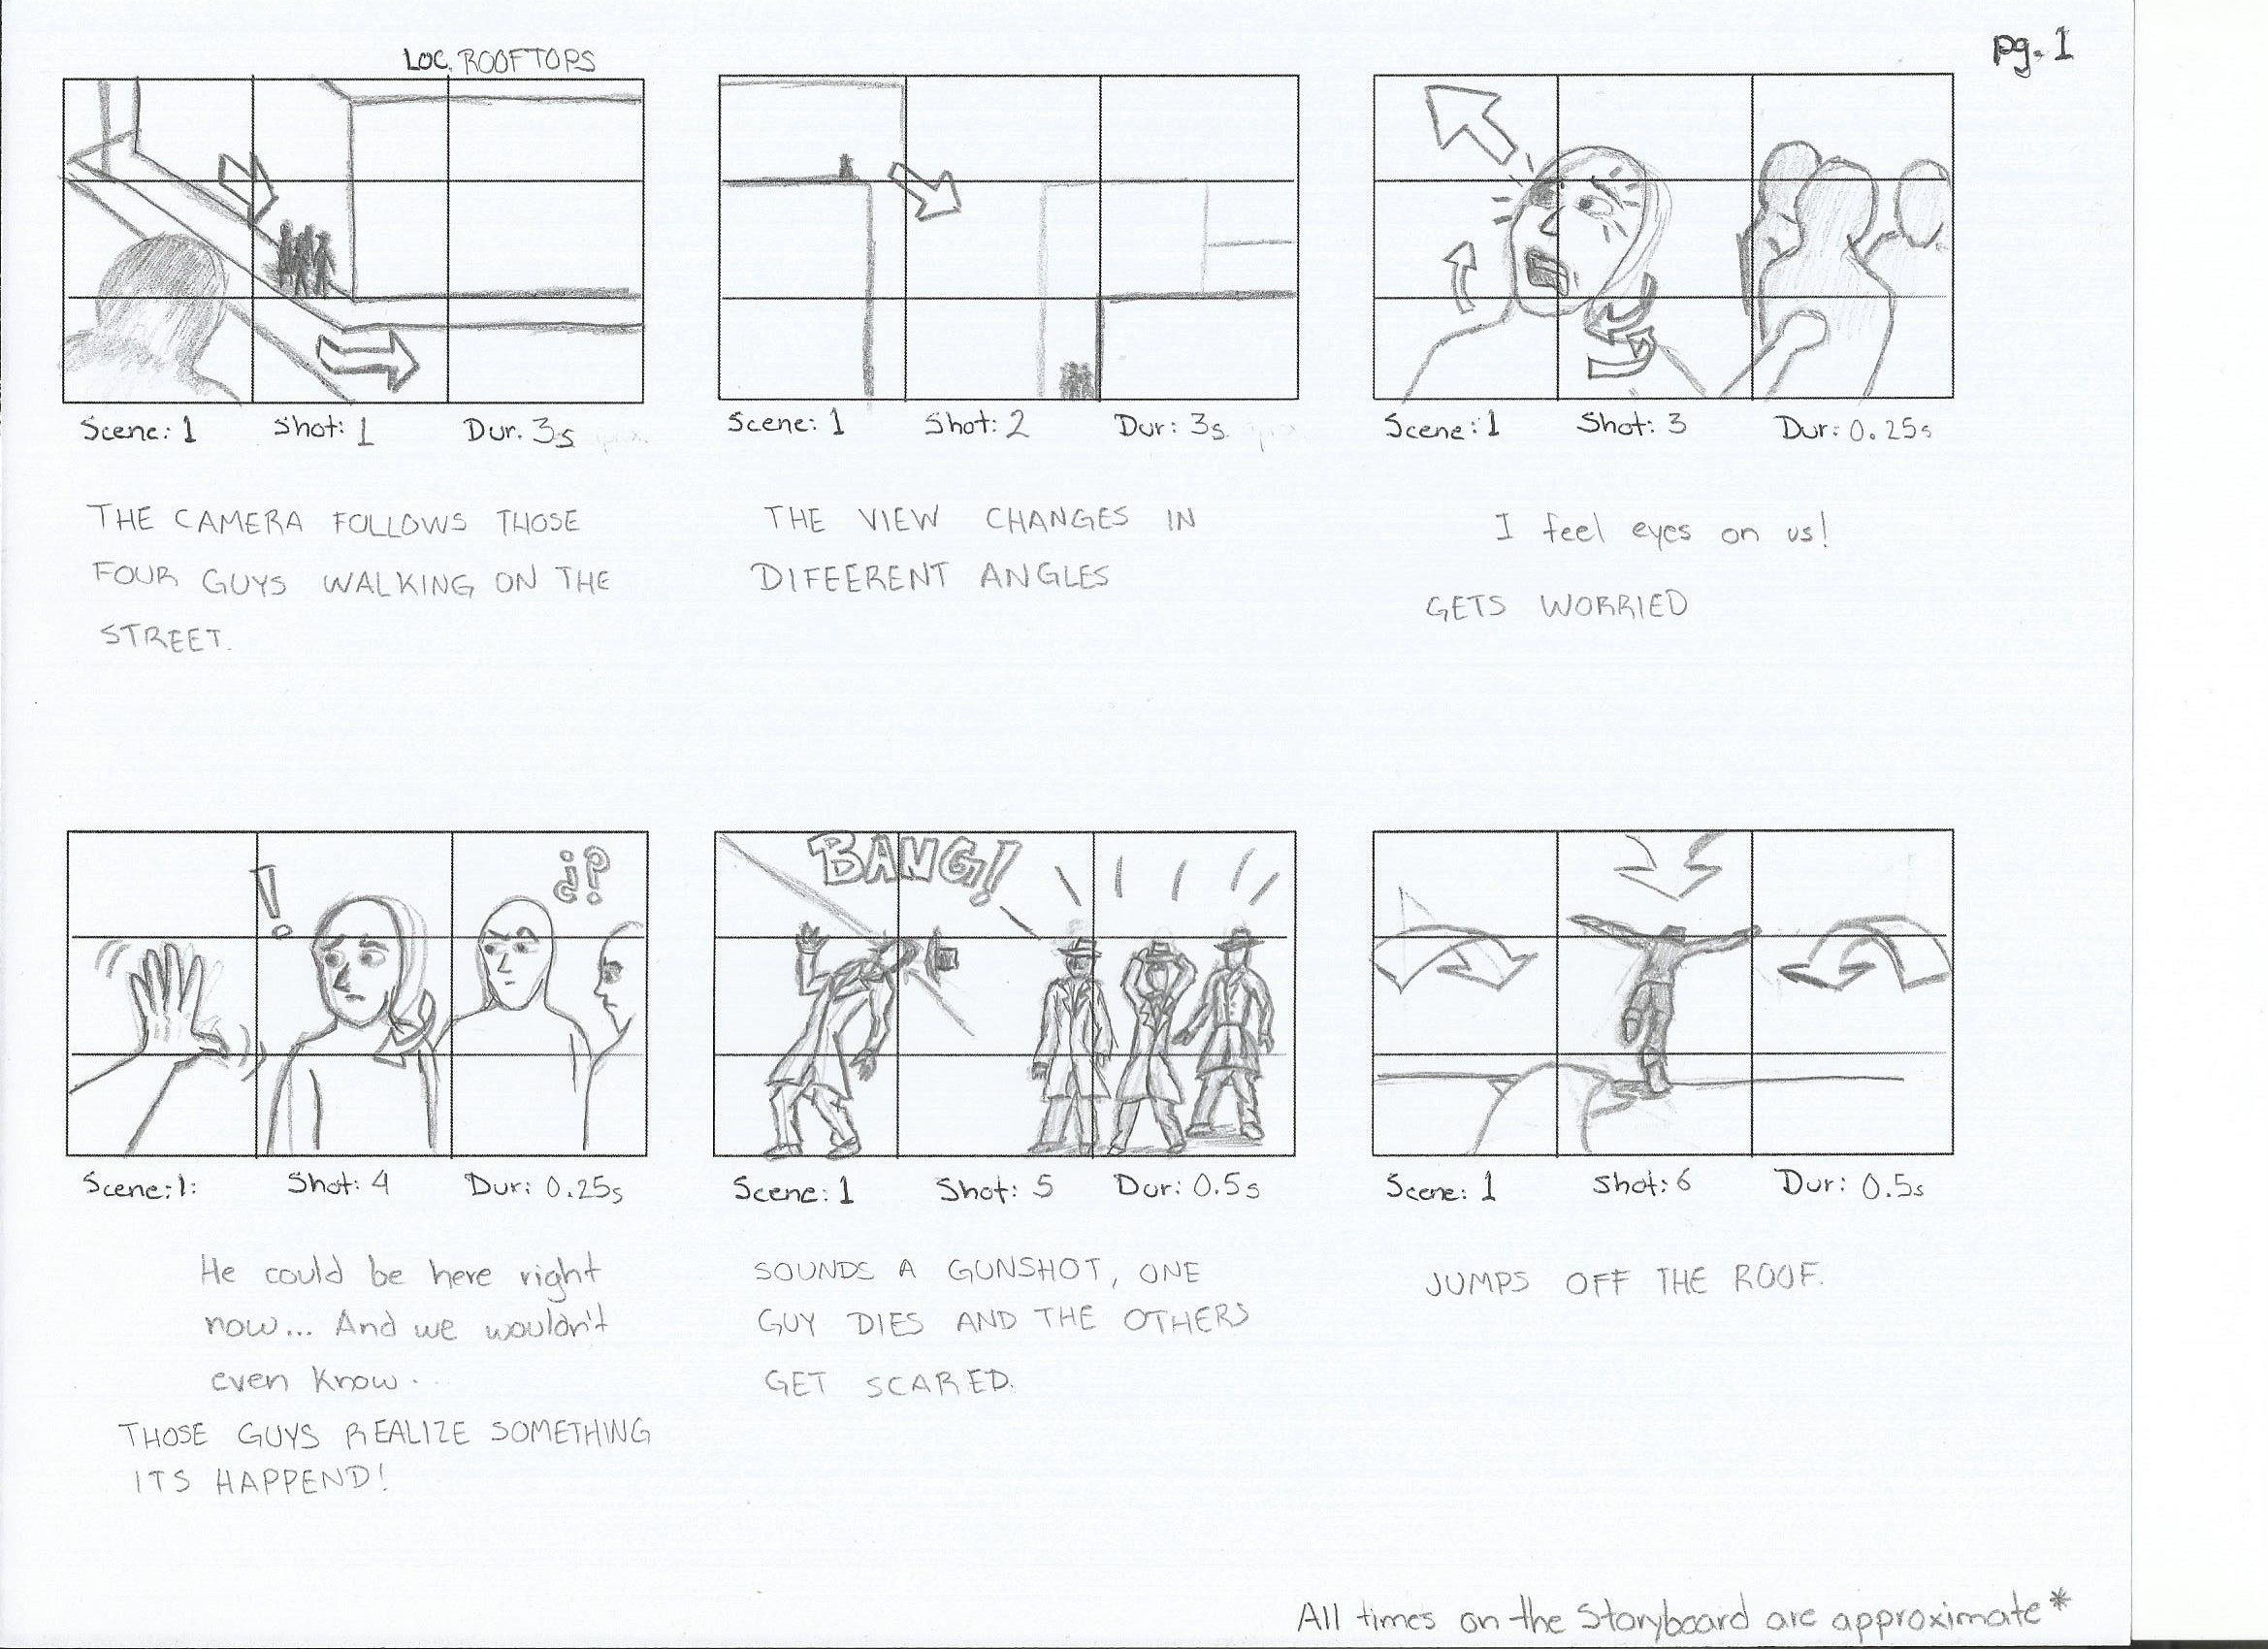 pg. 1
LOC. ROOFTOPS
Scene: 1 Shot: 1 Dur. 3s
THE CAMERA FOLLOWS THOSE
FOUR GUYS WALKING ON THE
STREET.
Scene: 1 Shot: 2 Dur: 3s
THE VIEW CHANGES IN
DIFEERENT ANGLES
Scene: 1 Shot: 3 Dur: 0.25s
I feel eyes on us!
GETS WORRIED
!
¿?
Scene: 1: Shot: 4 Dur: 0.25s
He could be here right
now... And we wouldn't
even know.
THOSE GUYS REALIZE SOMETHING
ITS HAPPEND!
BANG!
Scene: 1 Shot: 5 Dur: 0.5s
SOUNDS A GUNSHOT, ONE
GUY DIES AND THE OTHERS
GET SCARED.
Scene: 1 Shot: 6 Dur: 0.5s
JUMPS OFF THE ROOF.
All times on the Storyboard are approximate*